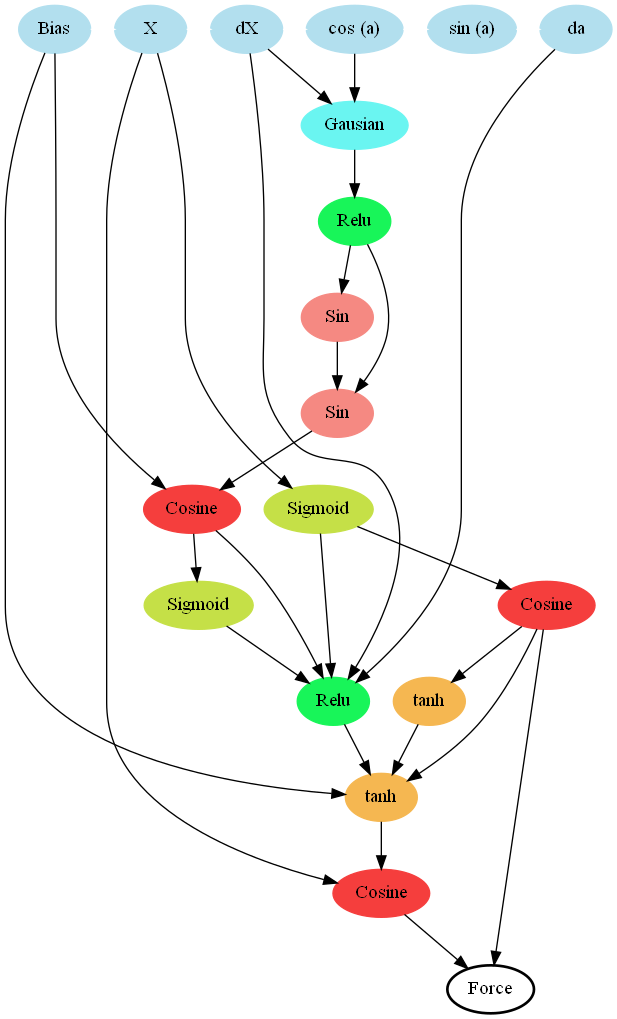 Bias
X
dX
cos (a)
sin (a)
da
Gausian
Relu
Sin
Sin
Cosine
Sigmoid
Sigmoid
Cosine
Relu
tanh
tanh
Cosine
Force